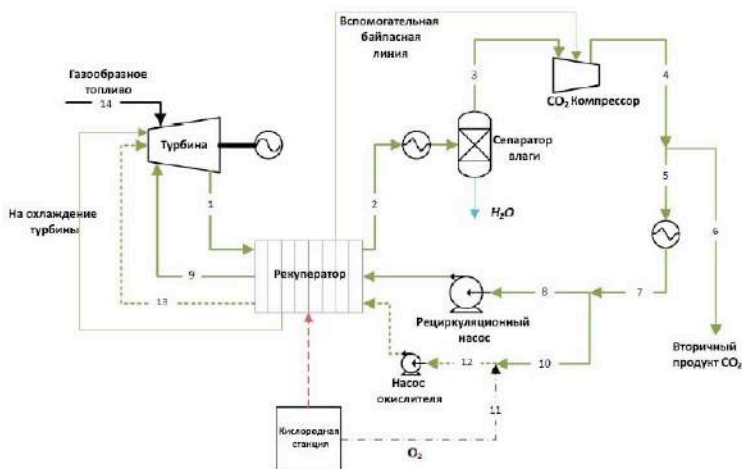 Вспомогательная
байпасная
линия
Газообразное
топливо
14
3
4
CO₂ Компрессор
Турбина
Сепаратор
влаги
5
На охлаждение
турбины
1
2
H₂O
6
Рекуператор
9
8
7
13
Рециркуляционный
насос
Вторичный
продукт CO₂
12
10
Насос
окислителя
11
Кислородная
станция
O₂